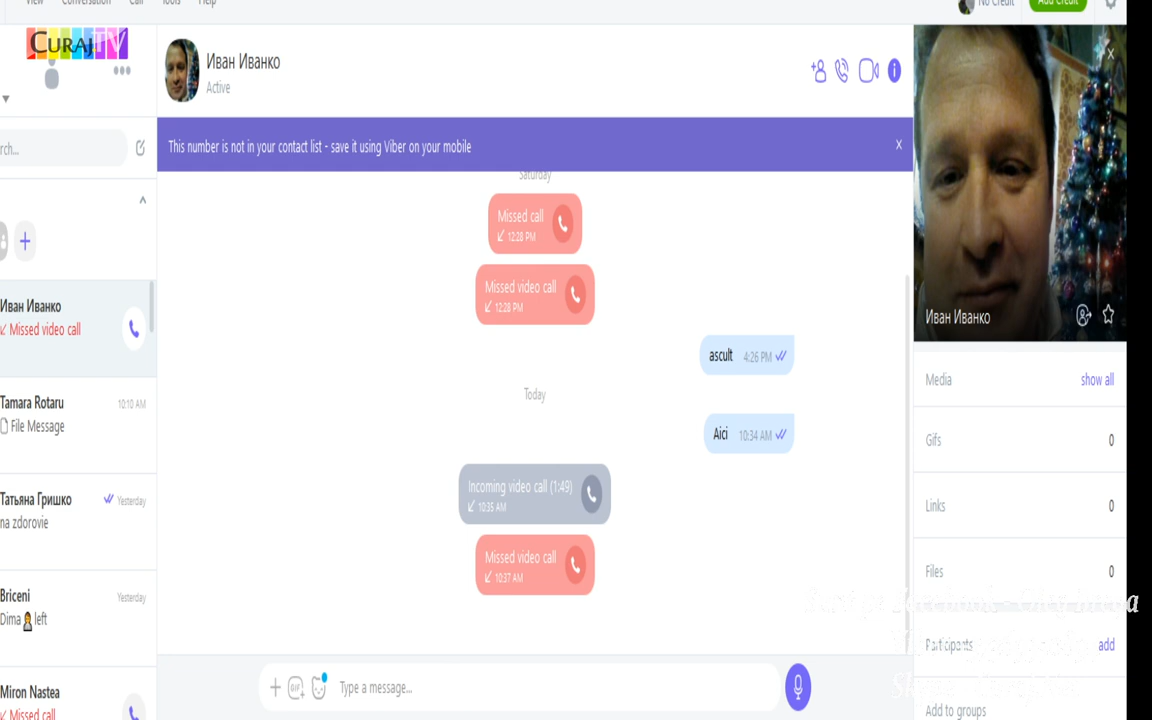 View Conversation Call Tools Help
No Credit Add Credit
CURAJ TV
Иван Иванко
Active
This number is not in your contact list - save it using Viber on your mobile X
rch...
Saturday
Missed call
12:28 PM
Missed video call
12:28 PM
ascult 4:26 PM
Today
Aici 10:34 AM
Incoming video call (1:49)
10:35 AM
Missed video call
10:37 AM
Type a message...
Иван Иванко
Missed video call
Tamara Rotaru 10:10 AM
File Message
Татьяна Гришко Yesterday
na zdorovie
Briceni Yesterday
Dima left
Miron Nastea
Missed call
X
Иван Иванко
Media show all
Gifs 0
Links 0
Files 0
Participants add
Add to groups